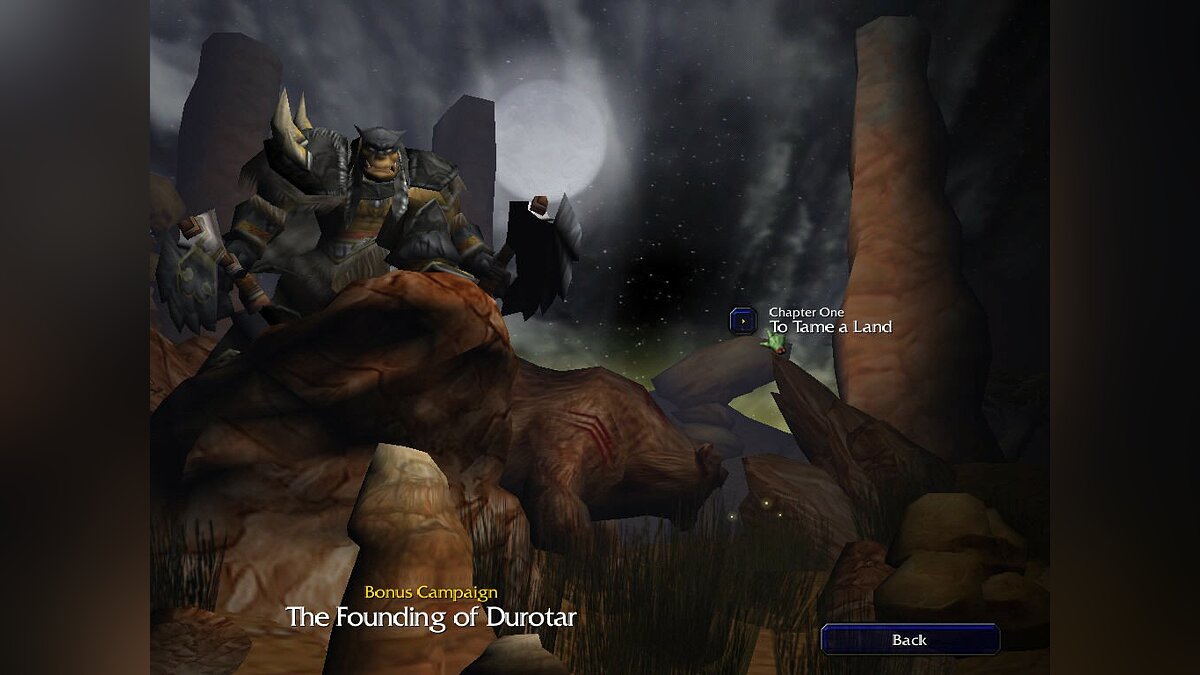 Chapter One
To Tame a Land
Bonus Campaign
The Founding of Durotar
Back